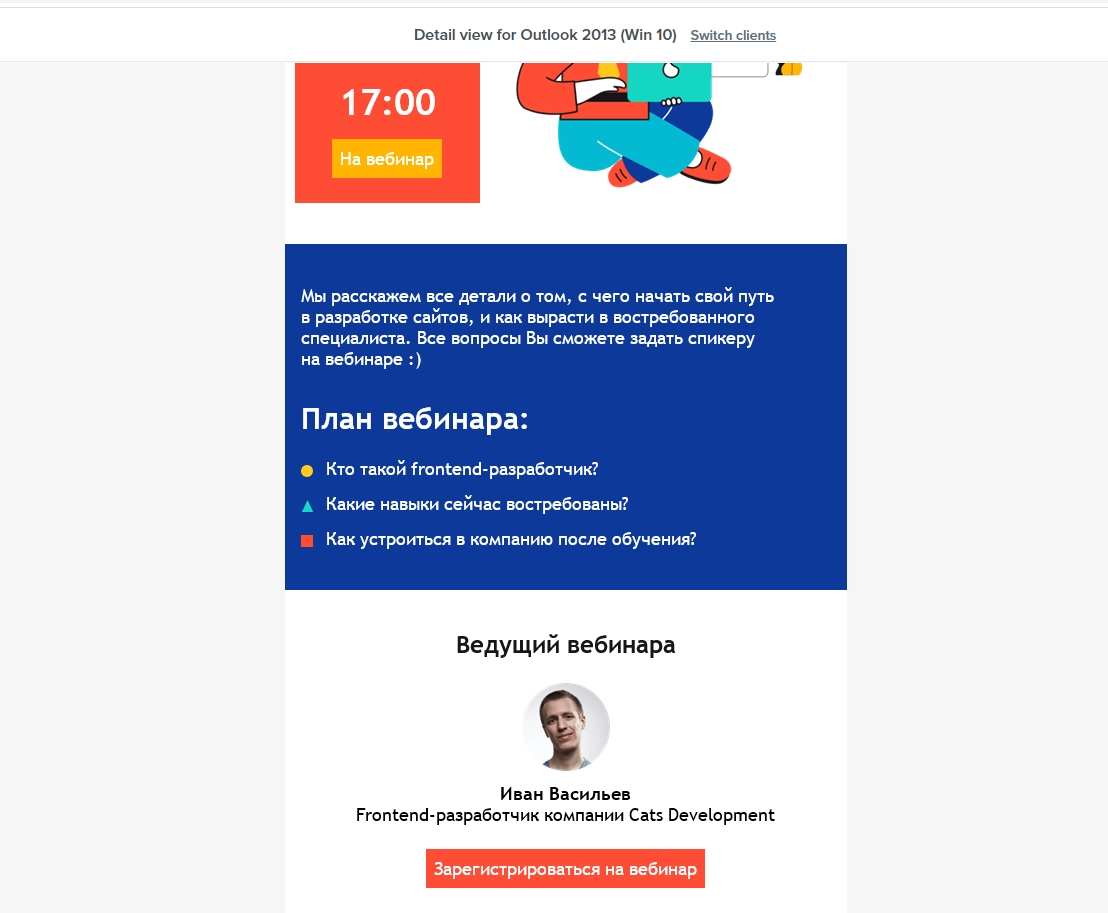 Detail view for Outlook 2013 (Win 10) Switch clients
17:00
На вебинар
Мы расскажем все детали о том, с чего начать свой путь
в разработке сайтов, и как вырасти в востребованного
специалиста. Все вопросы Вы сможете задать спикеру
на вебинаре :)
План вебинара:
Кто такой frontend-разработчик?
Какие навыки сейчас востребованы?
Как устроиться в компанию после обучения?
Ведущий вебинара
Иван Васильев
Frontend-разработчик компании Cats Development
Зарегистрироваться на вебинар